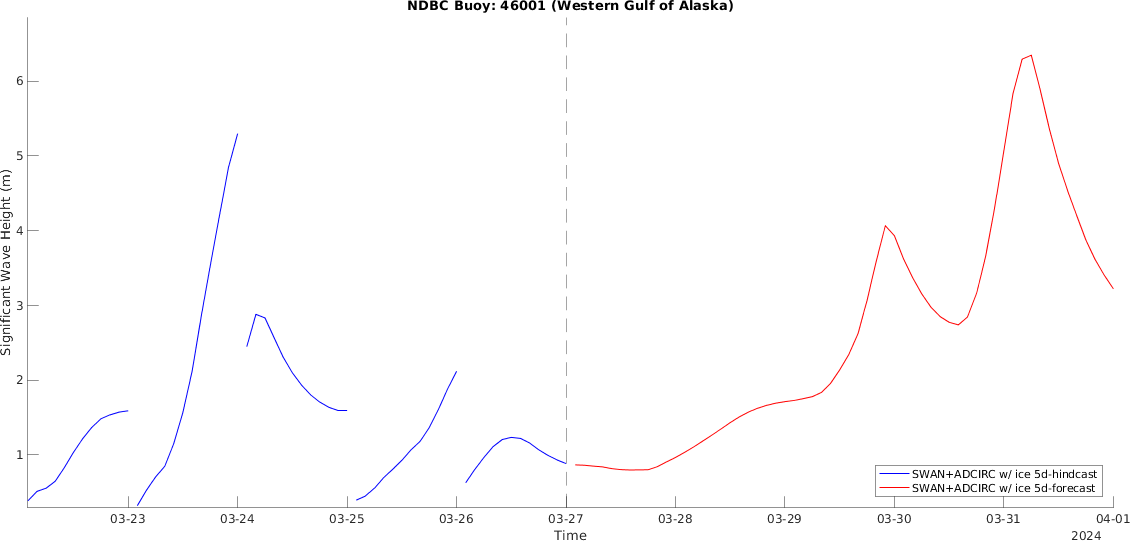 NDBC Buoy: 46001 (Western Gulf of Alaska)
Significant Wave Height (m)
6
5
4
3
2
1
SWAN+ADCIRC w/ ice 5d-hindcast
SWAN+ADCIRC w/ ice 5d-forecast
03-23 03-24 03-25 03-26 03-27 03-28 03-29 03-30 03-31 04-01
Time
2024